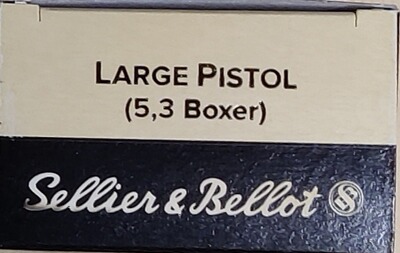 LARGE PISTOL
(5,3 Boxer)
Sellier & Bellot